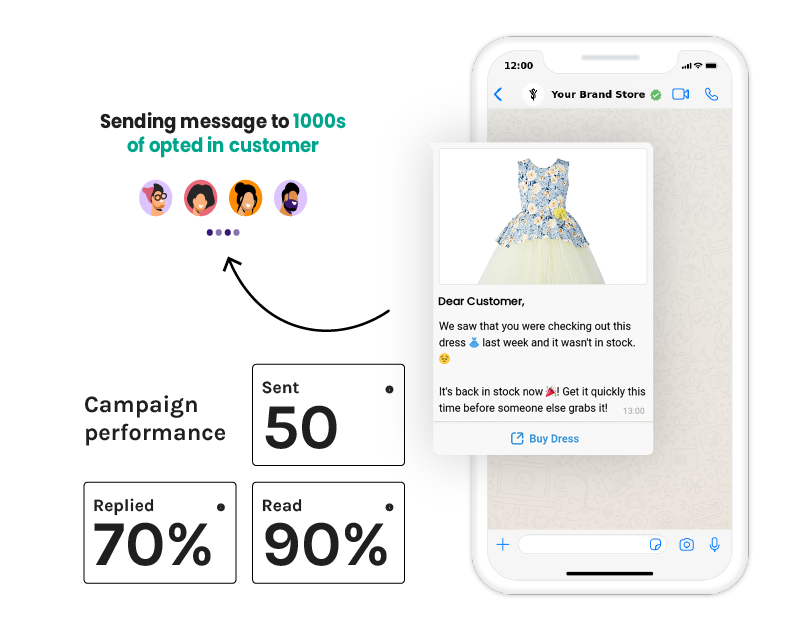 Sending message to 1000s
of opted in customer
Campaign
performance
Sent
50
Replied
70%
Read
90%
12:00
Your Brand Store
Dear Customer,
We saw that you were checking out this
dress 👗 last week and it wasn't in stock.
😔
It's back in stock now 🎉! Get it quickly this
time before someone else grabs it!
13:00
Buy Dress